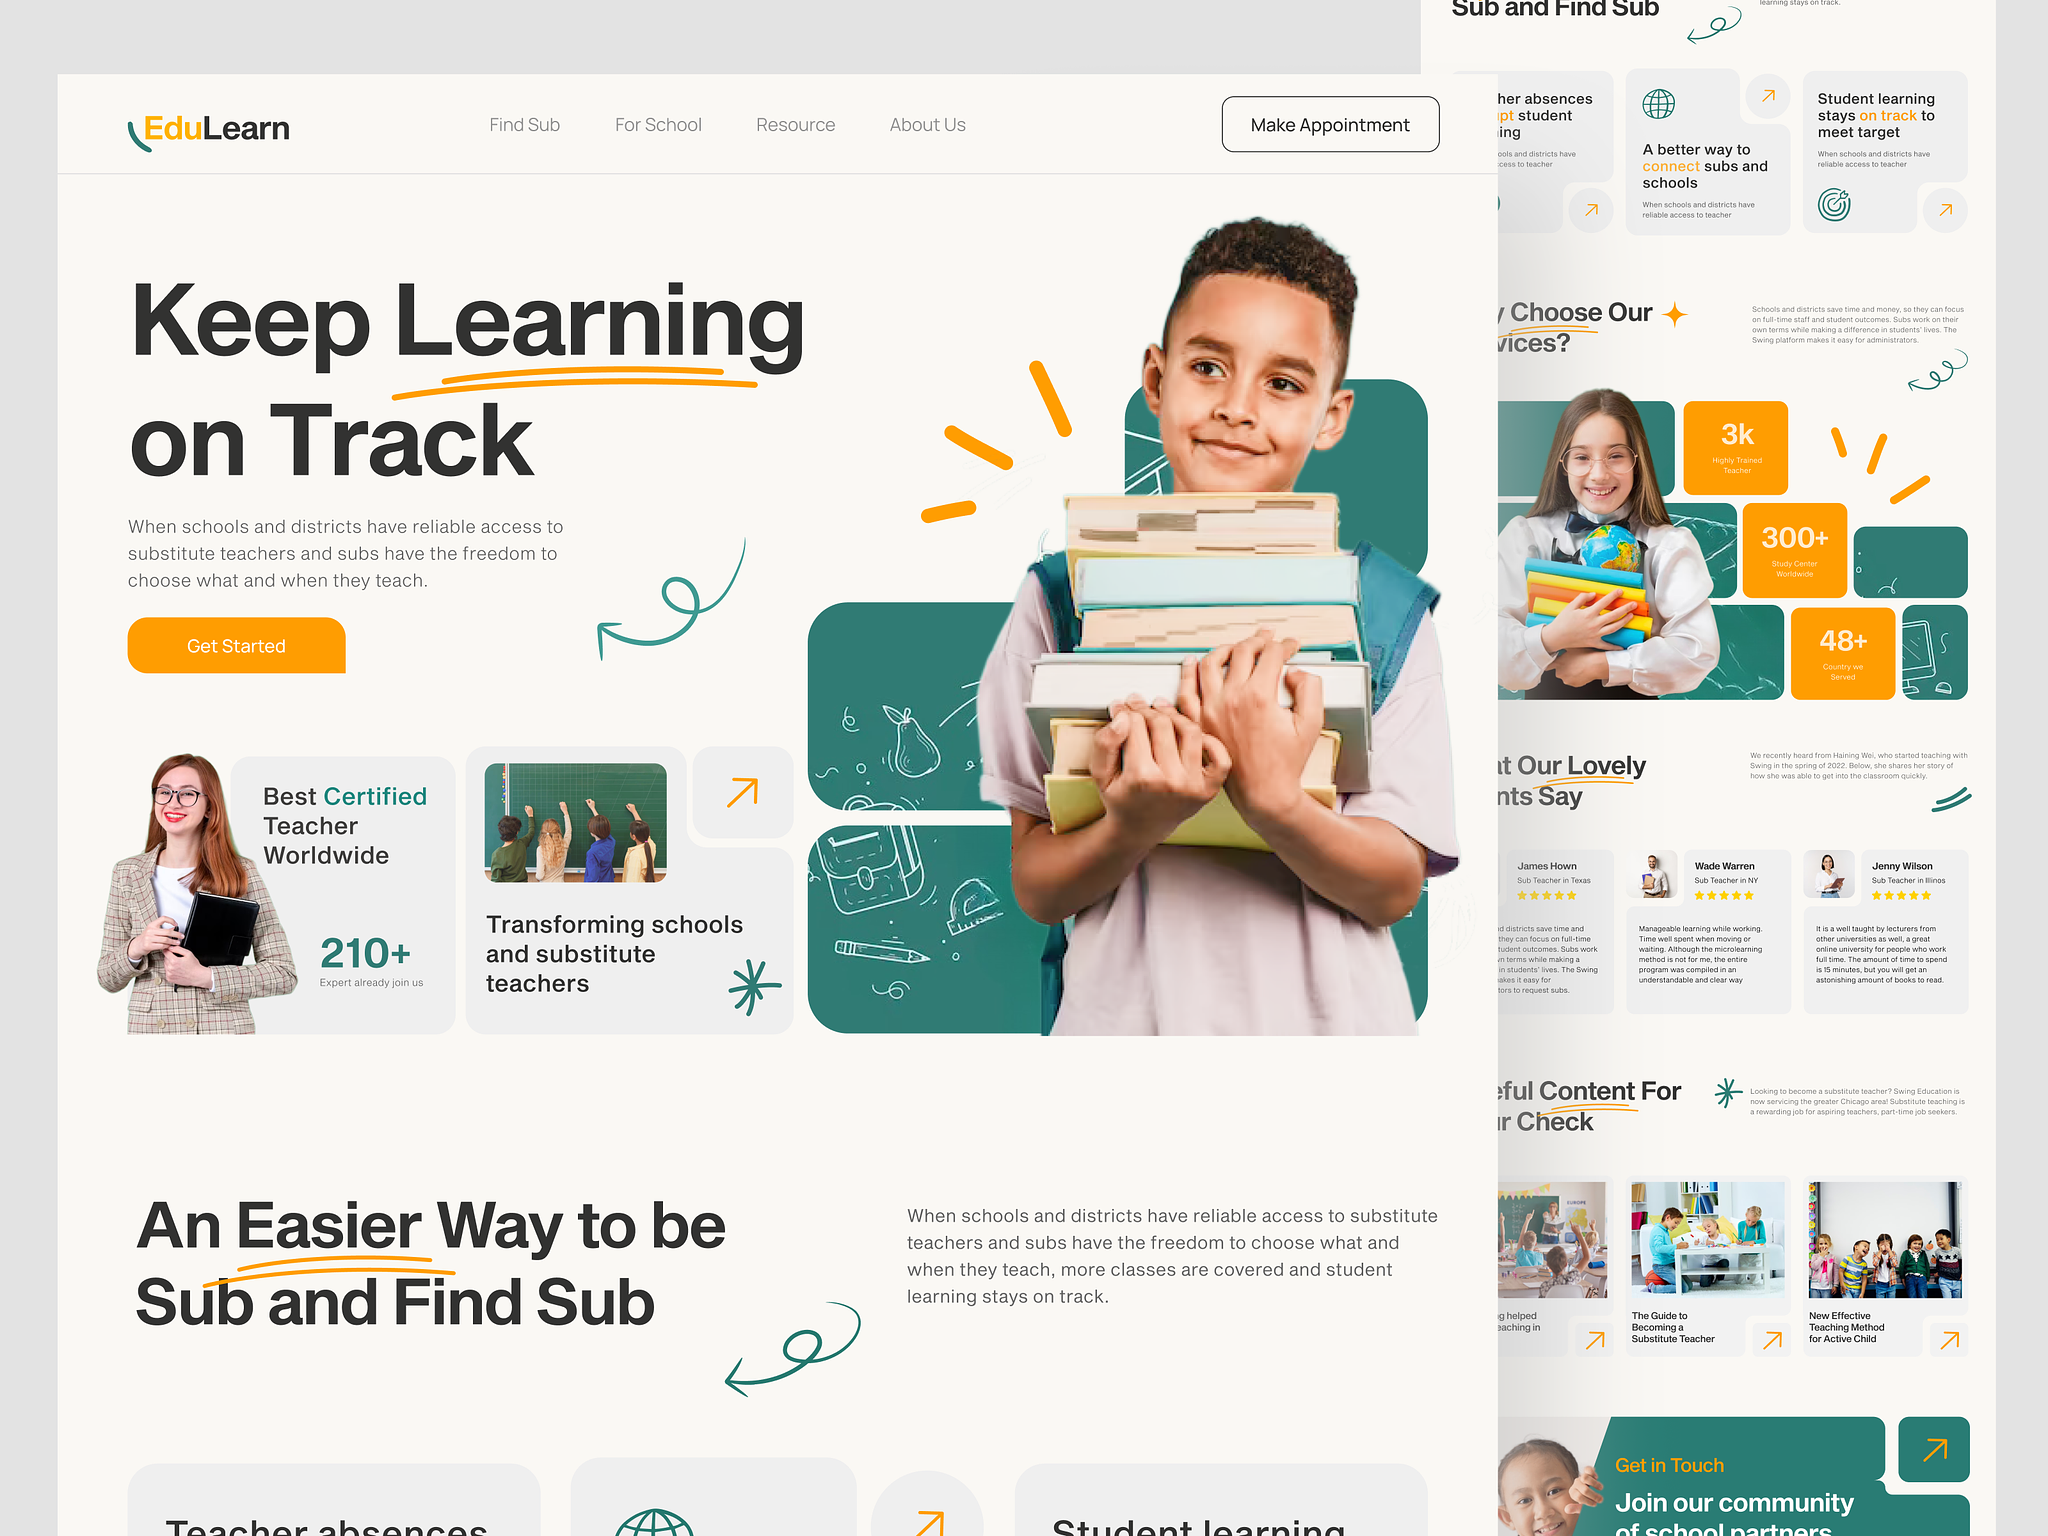 EduLearn
Find Sub
For School
Resource
About Us
Make Appointment
Keep Learning
on Track
When schools and districts have reliable access to
substitute teachers and subs have the freedom to
choose what and when they teach.
Get Started
Best Certified
Teacher
Worldwide
210+
Expert already join us
Transforming schools
and substitute
teachers
An Easier Way to be
Sub and Find Sub
When schools and districts have reliable access to substitute
teachers and subs have the freedom to choose what and
when they teach, more classes are covered and student
learning stays on track.
Teacher absences
Student learning
Sub and Find Sub
learning stays on track.
her absences
upt student
ing
ools and districts have
cess to teacher
A better way to
connect subs and
schools
When schools and districts have
reliable access to teacher
Student learning
stays on track to
meet target
When schools and districts have
reliable access to teacher
y Choose Our
vices?
Schools and districts save time and money, so they can focus
on full-time staff and student outcomes. Subs work on their
own terms while making a difference in students' lives. The
Swing platform makes it easy for administrators.
3k
Highly Trained
Teacher
300+
Study Center
Worldwide
48+
Country we
Served
at Our Lovely
nts Say
We recently heard from Haining Wei, who started teaching with
Swing in the spring of 2022. Below, she shares her story of
how she was able to get into the classroom quickly.
James Hown
Sub Teacher in Texas
d districts save time and
they can focus on full-time
tudent outcomes. Subs work
n terms while making a
in students' lives. The Swing
akes it easy for
tors to request subs.
Wade Warren
Sub Teacher in NY
Manageable learning while working.
Time well spent when moving or
waiting. Although the microlearning
method is not for me, the entire
program was compiled in an
understandable and clear way
Jenny Wilson
Sub Teacher in Illinos
It is a well taught by lecturers from
other universities as well, a great
online university for people who work
full time. The amount of time to spend
is 15 minutes, but you will get an
astonishing amount of books to read.
eful Content For
ur Check
Looking to become a substitute teacher? Swing Education is
now servicing the greater Chicago area! Substitute teaching is
a rewarding job for aspiring teachers, part-time job seekers.
EUROPE
g helped
eaching in
The Guide to
Becoming a
Substitute Teacher
New Effective
Teaching Method
for Active Child
Get in Touch
Join our community
of school partners